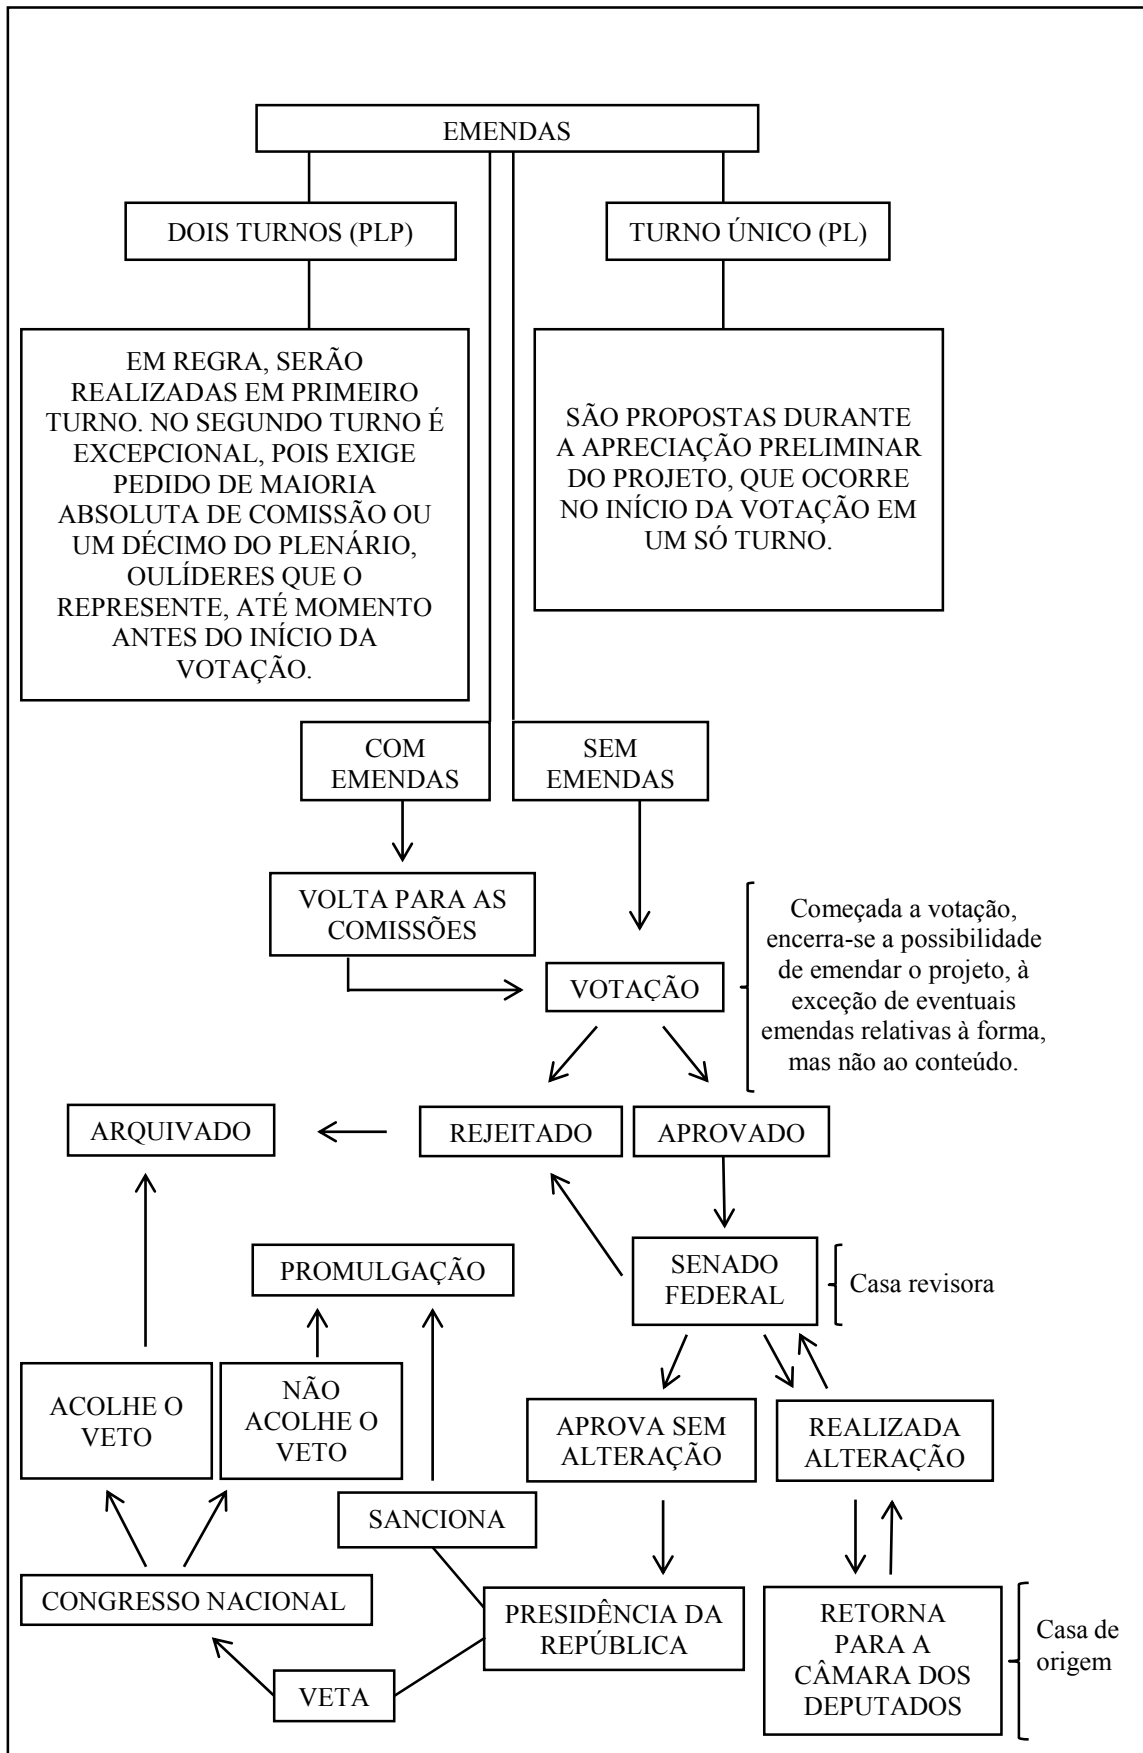 EMENDAS
DOIS TURNOS (PLP)
TURNO ÚNICO (PL)
EM REGRA, SERÃO
REALIZADAS EM PRIMEIRO
TURNO. NO SEGUNDO TURNO É
EXCEPCIONAL, POIS EXIGE
PEDIDO DE MAIORIA
ABSOLUTA DE COMISSÃO OU
UM DÉCIMO DO PLENÁRIO,
OULÍDERES QUE O
REPRESENTE, ATÉ MOMENTO
ANTES DO INÍCIO DA
VOTAÇÃO.
SÃO PROPOSTAS DURANTE
A APRECIAÇÃO PRELIMINAR
DO PROJETO, QUE OCORRE
NO INÍCIO DA VOTAÇÃO EM
UM SÓ TURNO.
COM
EMENDAS
SEM
EMENDAS
VOLTA PARA AS
COMISSÕES
VOTAÇÃO
Começada a votação,
encerra-se a possibilidade
de emendar o projeto, à
exceção de eventuais
emendas relativas à forma,
mas não ao conteúdo.
ARQUIVADO
REJEITADO
APROVADO
PROMULGAÇÃO
SENADO
FEDERAL
Casa revisora
ACOLHE O
VETO
NÃO
ACOLHE O
VETO
APROVA SEM
ALTERAÇÃO
REALIZADA
ALTERAÇÃO
SANCIONA
CONGRESSO NACIONAL
PRESIDÊNCIA DA
REPÚBLICA
RETORNA
PARA A
CÂMARA DOS
DEPUTADOS
Casa de
origem
VETA